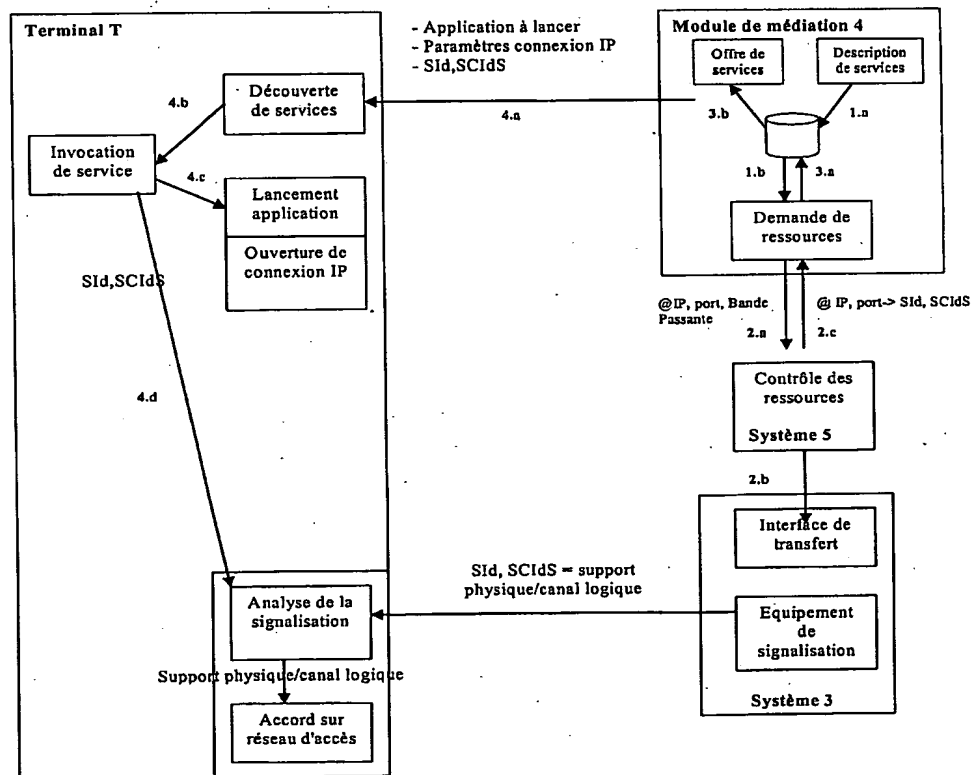 Terminal T
- Application à lancer
- Paramètres connexion IP
- SId,SCIdS
Module de médiation 4
Offre de
services
Description
de services
Découverte
de services
4.b
4.a
3.b
1.a
Invocation
de service
4.c
Lancement
application
Ouverture de
connexion IP
1.b
3.a
Demande de
ressources
SId,SCIdS
@IP, port, Bande
Passante
2.a
@ IP, port-> SId, SCIdS
2.c
4.d
Contrôle des
ressources
Système 5
2.b
Interface de
transfert
SId, SCIdS = support
physique/canal logique
Analyse de la
signalisation
Equipement
de
signalisation
Support physique/canal logique
Système 3
Accord sur
réseau d'accès